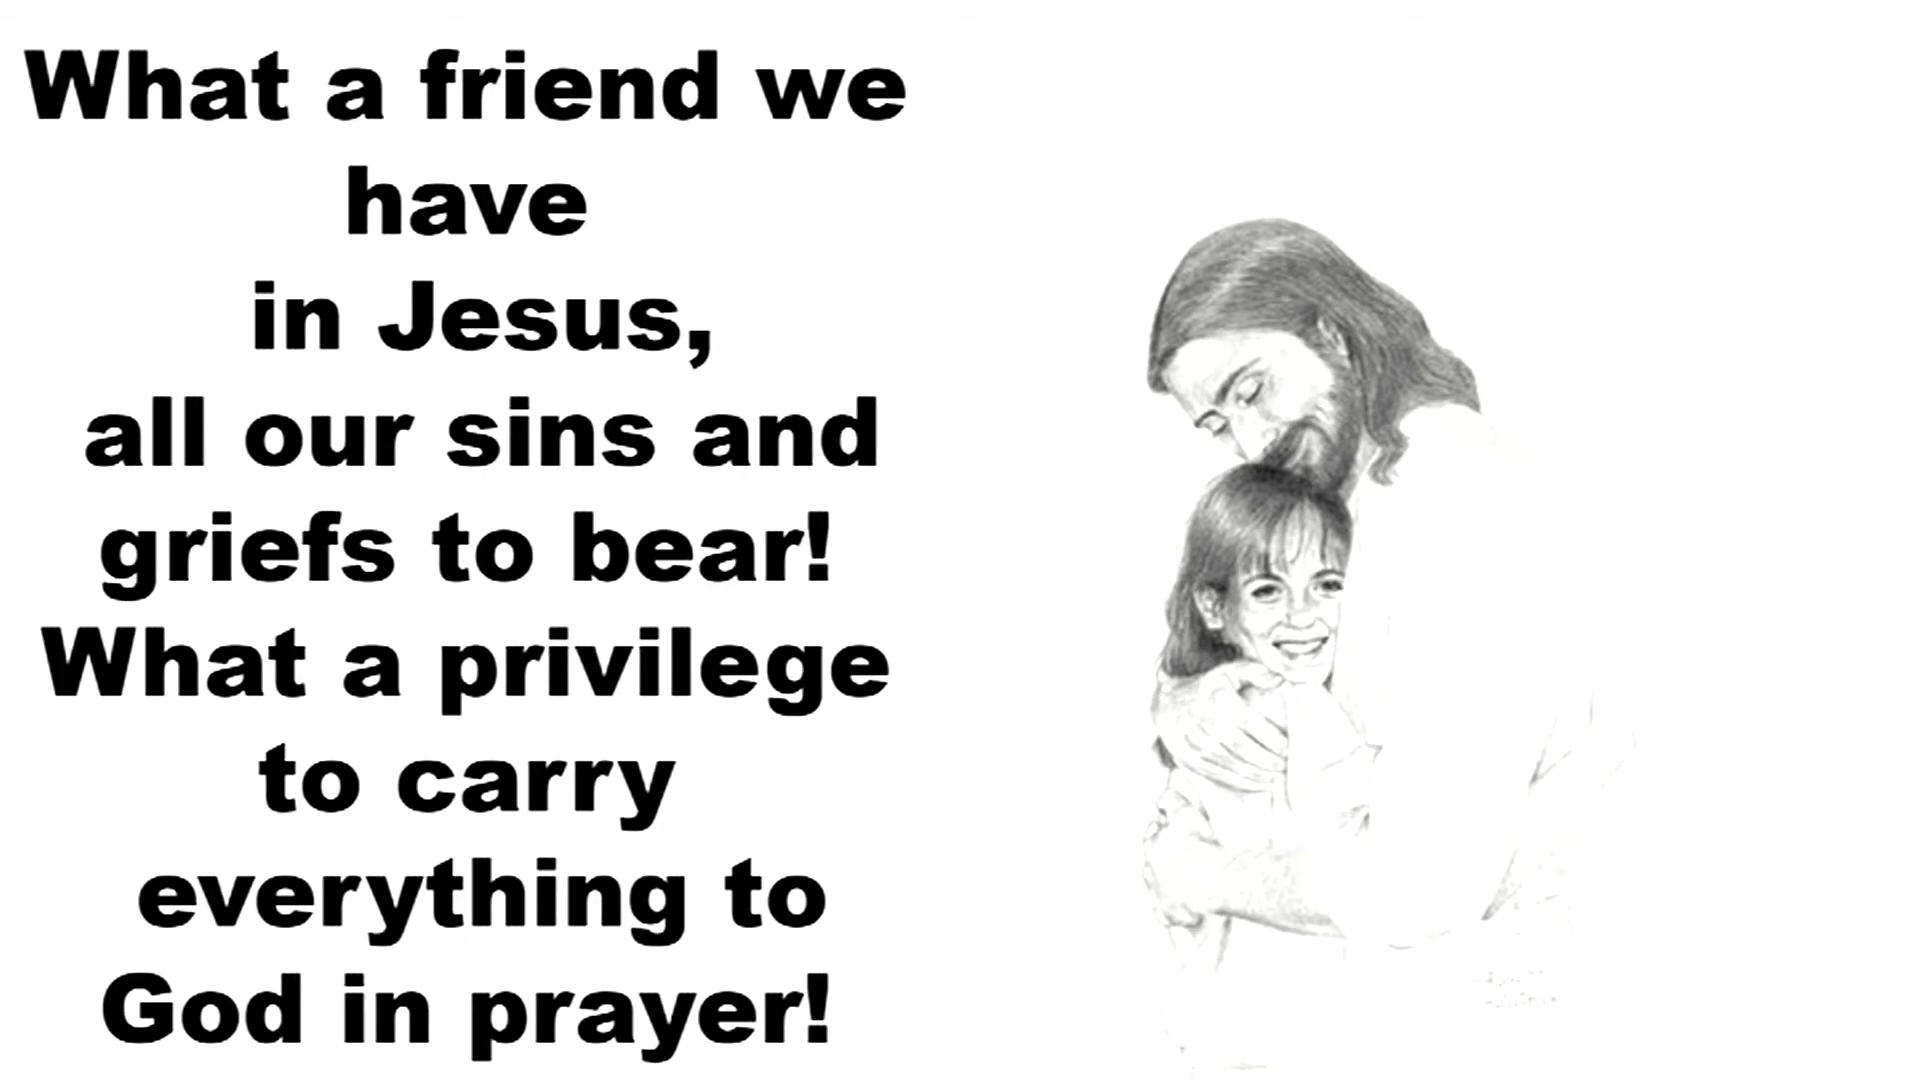 What a friend we
have
in Jesus,
all our sins and
griefs to bear!
What a privilege
to carry
everything to
God in prayer!